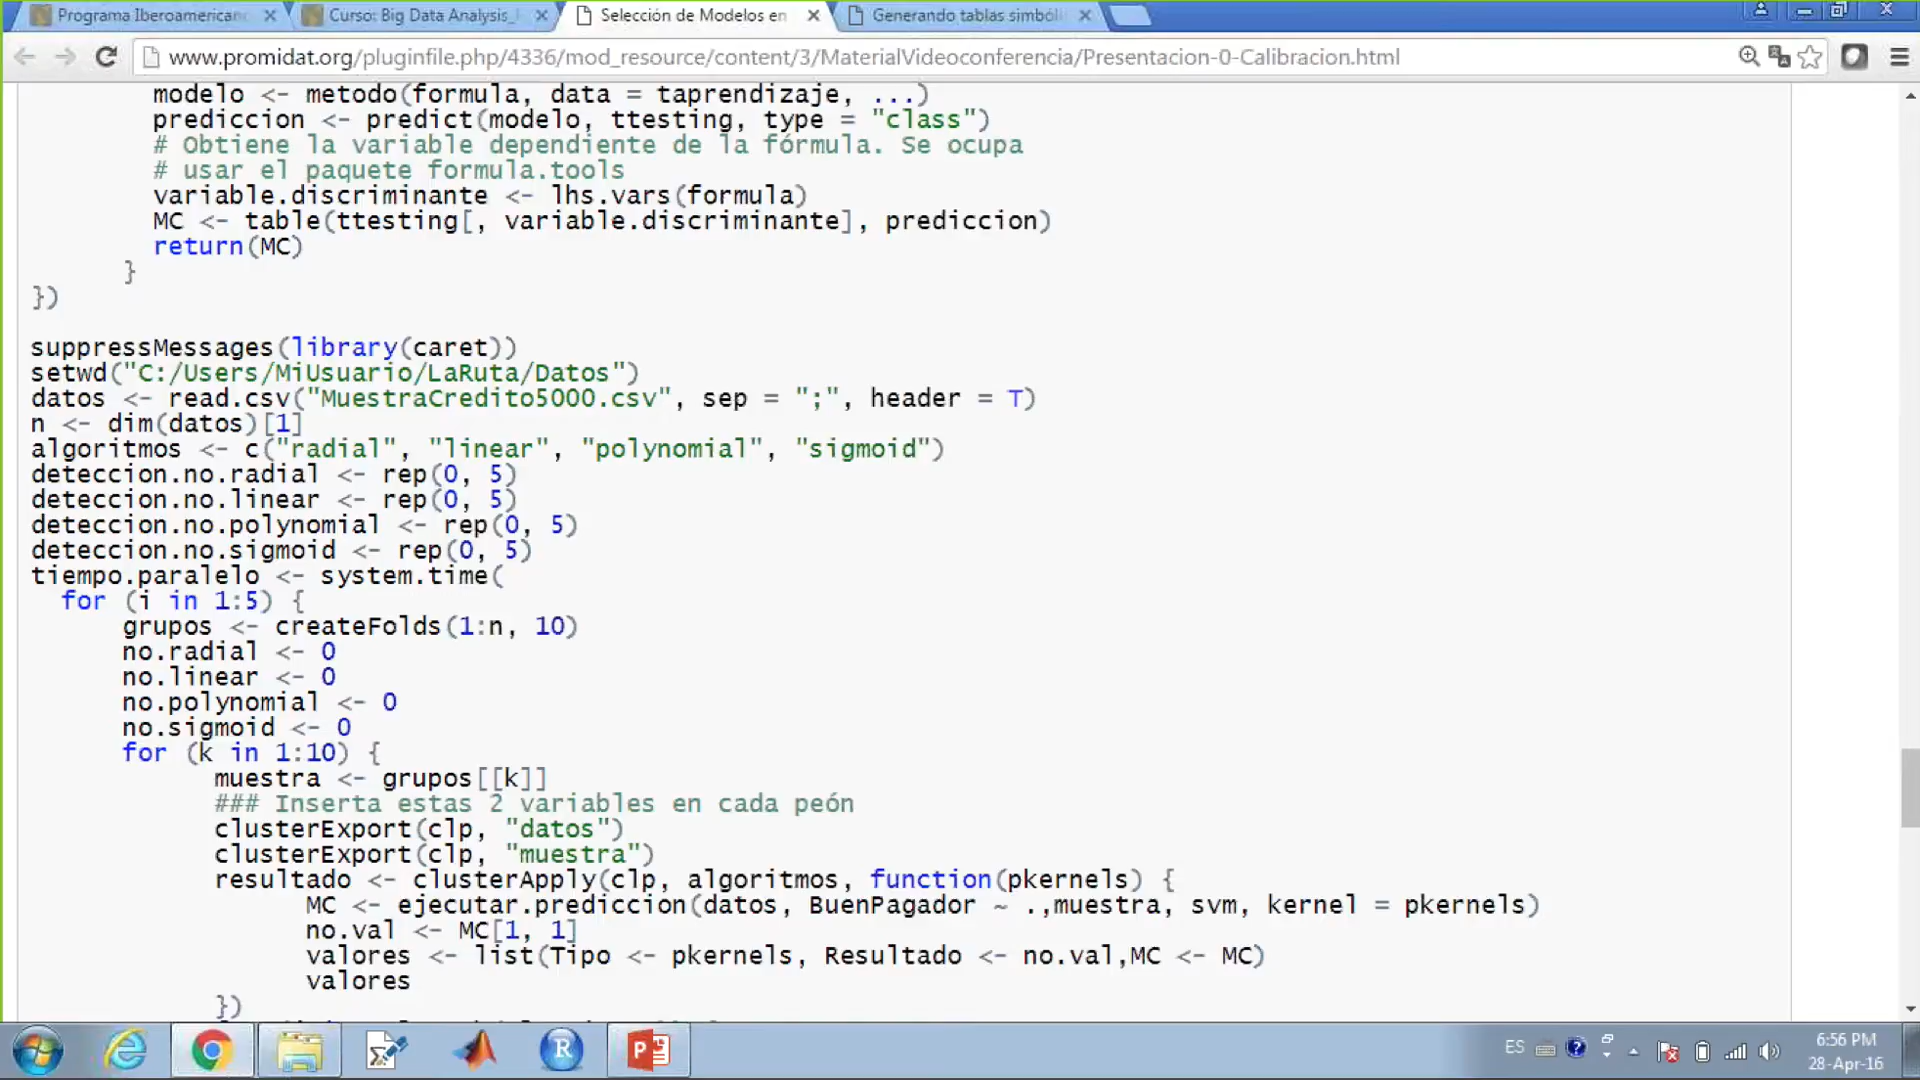 Programa Iberoamericano
Curso: Big Data Analysis_
Selección de Modelos en
Generando tablas simból
www.promidat.org/pluginfile.php/4336/mod_resource/content/3/MaterialVideoconferencia/Presentacion-0-Calibracion.html
modelo <- metodo(formula, data = taprendizaje, ...)
prediccion <- predict(modelo, ttesting, type = "class")
# Obtiene la variable dependiente de la fórmula. Se ocupa
# usar el paquete formula.tools
variable.discriminante <- lhs.vars(formula)
MC <- table(ttesting[, variable.discriminante], prediccion)
return(MC)
}
})
suppressMessages(library(caret))
setwd("C:/Users/MiUsuario/LaRuta/Datos")
datos <- read.csv("MuestraCredito5000.csv", sep = ";", header = T)
n <- dim(datos)[1]
algoritmos <- c("radial", "linear", "polynomial", "sigmoid")
deteccion.no.radial <- rep(0, 5)
deteccion.no.linear <- rep(0, 5)
deteccion.no.polynomial <- rep(0, 5)
deteccion.no.sigmoid <- rep(0, 5)
tiempo.paralelo <- system.time(
for (i in 1:5) {
grupos <- createFolds(1:n, 10)
no.radial <- 0
no.linear <- 0
no.polynomial <- 0
no.sigmoid <- 0
for (k in 1:10) {
muestra <- grupos[[k]]
### Inserta estas 2 variables en cada peón
clusterExport(clp, "datos")
clusterExport(clp, "muestra")
resultado <- clusterApply(clp, algoritmos, function(pkernels) {
MC <- ejecutar.prediccion(datos, BuenPagador ~ .,muestra, svm, kernel = pkernels)
no.val <- MC[1, 1]
valores <- list(Tipo <- pkernels, Resultado <- no.val,MC <- MC)
valores
})
ES
6:56 PM
28-Apr-16